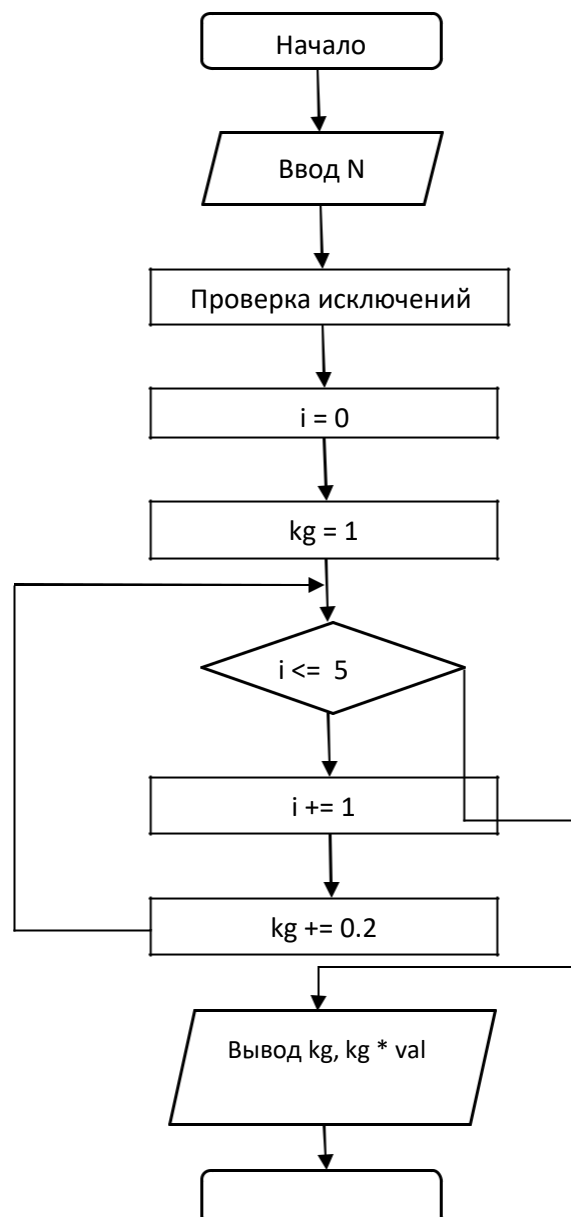 Начало
Ввод N
Проверка исключений
i = 0
kg = 1
i <= 5
i += 1
kg += 0.2
Вывод kg, kg * val